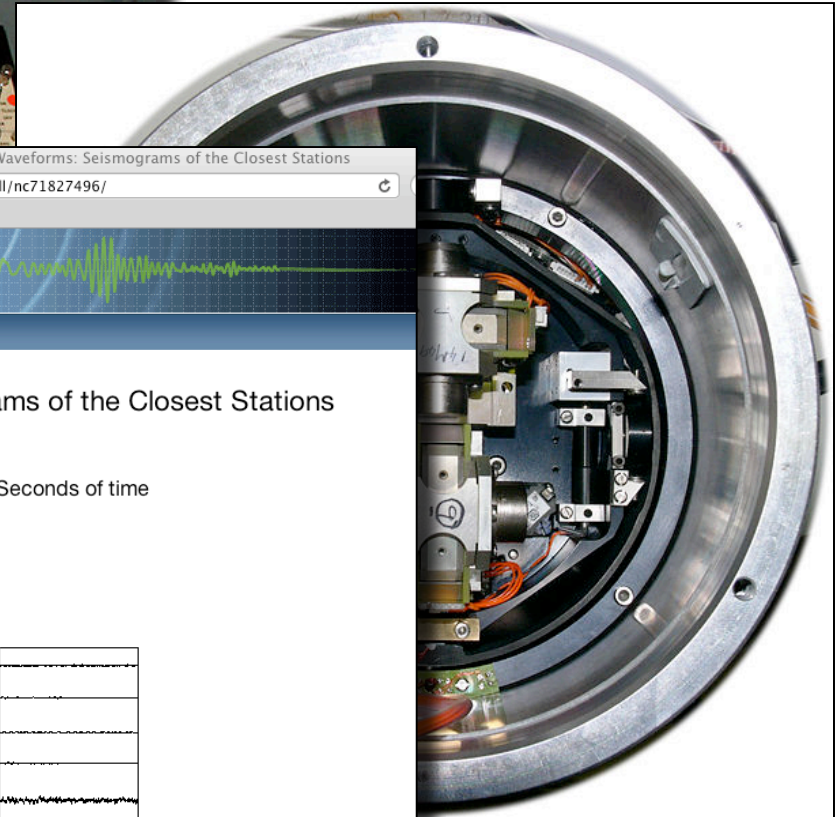 Waveforms: Seismograms of the Closest Stations
ll/nc71827496/
ams of the Closest Stations
Seconds of time